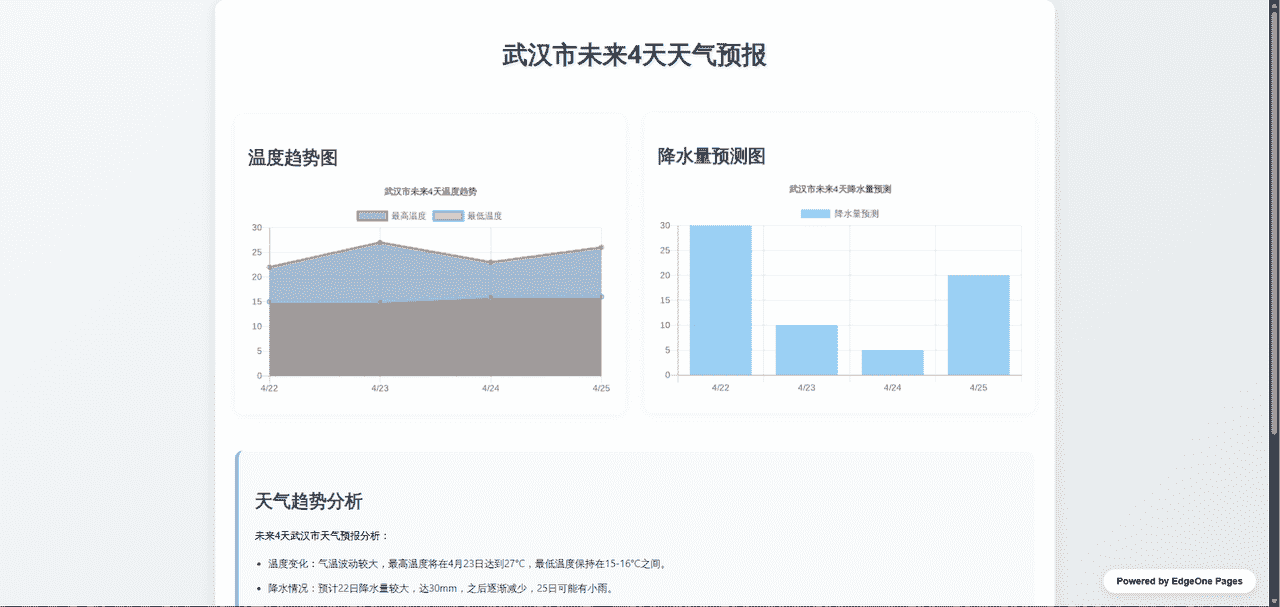 武汉市未来4天天气预报
温度趋势图
武汉市未来4天温度趋势
最高温度 最低温度
30
25
20
15
10
5
0
4/22 4/23 4/24 4/25
降水量预测图
武汉市未来4天降水量预测
降水量预测
30
25
20
15
10
5
0
4/22 4/23 4/24 4/25
天气趋势分析
未来4天武汉市天气预报分析：
• 温度变化：气温波动较大，最高温度将在4月23日达到27°C，最低温度保持在15-16°C之间。
• 降水情况：预计22日降水量较大，达30mm，之后逐渐减少，25日可能有小雨。
Powered by EdgeOne Pages